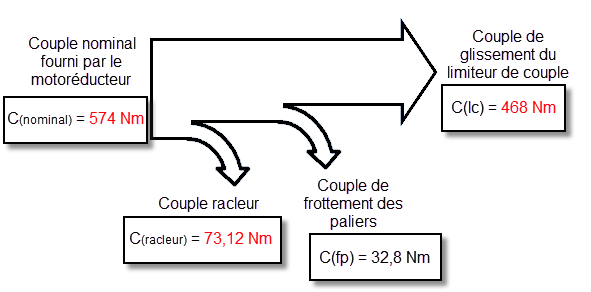 Couple nominal
fourni par le
motoréducteur
C(nominal) = 574 Nm
Couple de
glissement du
limiteur de couple
C(lc) = 468 Nm
Couple racleur
C(racleur) = 73,12 Nm
Couple de
frottement des
paliers
C(fp) = 32,8 Nm